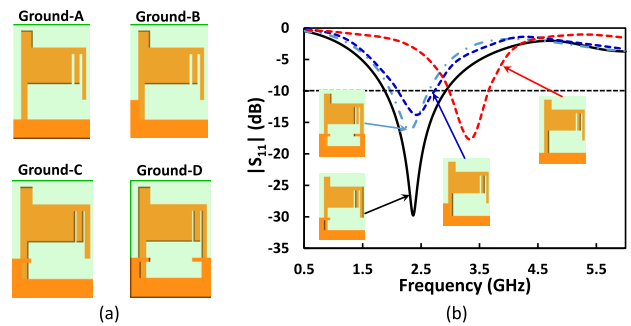 (a)
Ground-A
Ground-B
Ground-C
Ground-D
0
-5
-10
-15
-20
-25
-30
-35
|S11| (dB)
0.5
1.5
2.5
3.5
4.5
5.5
Frequency (GHz)
(a)
(b)